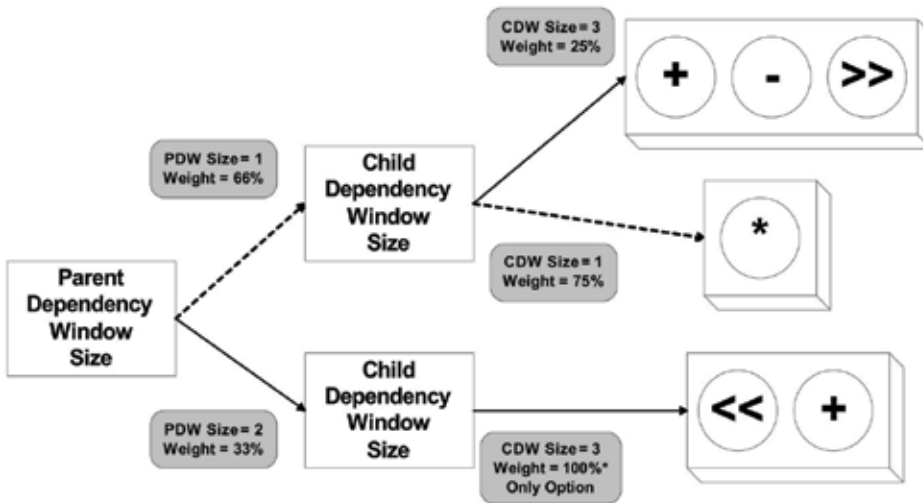 CDW Size = 3
Weight = 25%
+ - >>
PDW Size = 1
Weight = 66%
Child
Dependency
Window
Size
*
CDW Size = 1
Weight = 75%
Parent
Dependency
Window
Size
Child
Dependency
Window
Size
<< +
PDW Size = 2
Weight = 33%
CDW Size = 3
Weight = 100%*
Only Option